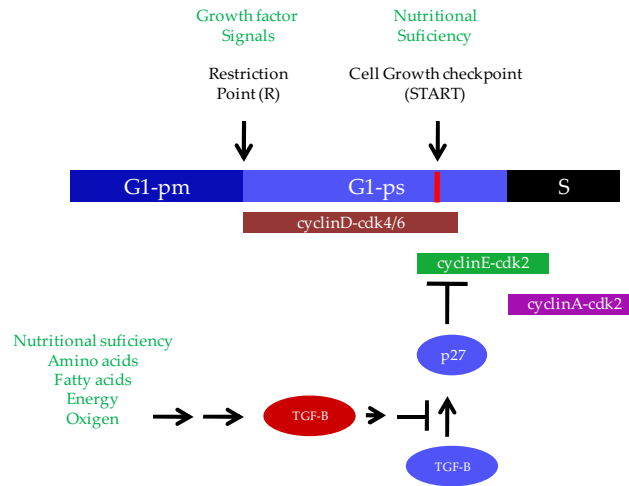 Growth factor
Signals
Nutritional
Suficiency
Restriction
Point (R)
Cell Growth checkpoint
(START)
G1-pm
G1-ps
S
cyclinD-cdk4/6
cyclinE-cdk2
cyclinA-cdk2
Nutritional suficiency
Amino acids
Fatty acids
Energy
Oxigen
p27
TGF-B
TGF-B